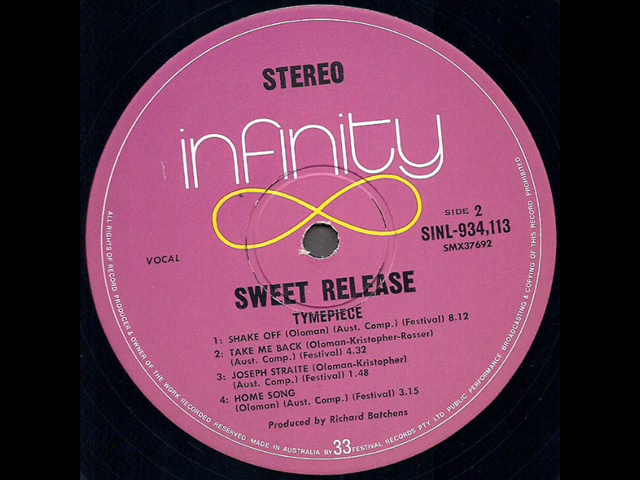 STEREO
infinity
SIDE 2
SINL-934,113
SMX37692
VOCAL
SWEET RELEASE
TYMEPIECE
1: SHAKE OFF (Oloman) (Aust. Comp.) (Festival) 8.12
2: TAKE ME BACK (Oloman-Kristopher-Rosser)
(Aust. Comp.) (Festival) 4.32
3: JOSEPH STRAITE (Oloman-Kristopher)
(Aust. Comp.) (Festival) 1.48
4: HOME SONG
(Oloman) (Aust. Comp.) (Festival) 3.15
Produced by Richard Batchens
ALL RIGHTS OF RECORD PRODUCER & OWNER OF THE WORK RECORDED RESERVED MADE IN AUSTRALIA BY 33 FESTIVAL RECORDS PTY LTD PUBLIC PERFORMANCE BROADCASTING & COPYING OF THIS RECORD PROHIBITED